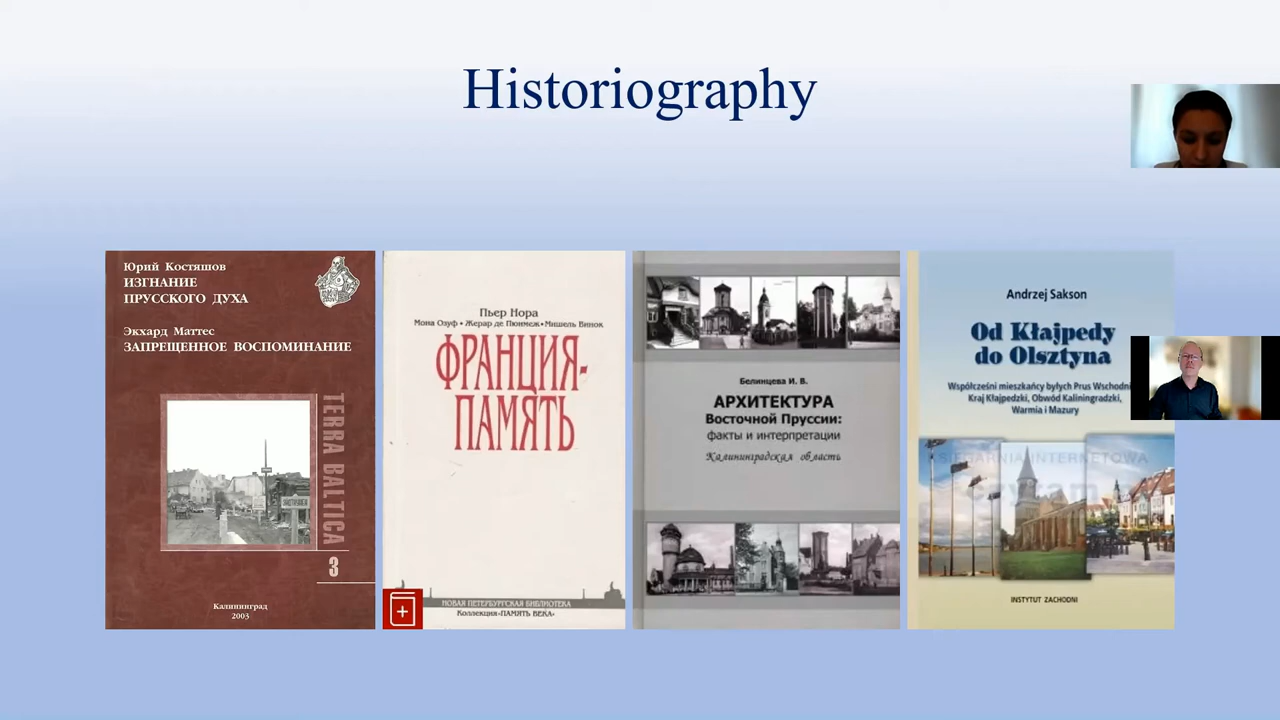 Historiography
Юрий Костяшов
ИЗГНАНИЕ
ПРУССКОГО ДУХА
Экхард Маттес
ЗАПРЕЩЕННОЕ ВОСПОМИНАНИЕ
TERRA BALTICA
3
Калининград
2003
Пьер Нора
Мона Озуф • Жерар де Пюимеж • Мишель Винок
ФРАНЦИЯ-
ПАМЯТЬ
НОВАЯ ПЕТЕРБУРГСКАЯ БИБЛИОТЕКА
Коллекция «ПАМЯТЬ ВЕКА»
Белинцева И. В.
АРХИТЕКТУРА
Восточной Пруссии:
факты и интерпретации
Калининградская область
Andrzej Sakson
Od Kłajpedy
do Olsztyna
Współcześni mieszkańcy byłych Prus Wschodni
Kraj Kłajpedzki, Obwód Kaliningradzki,
Warmia i Mazury
KSIĘGARNIA INTERNETOWA
INSTYTUT ZACHODNI